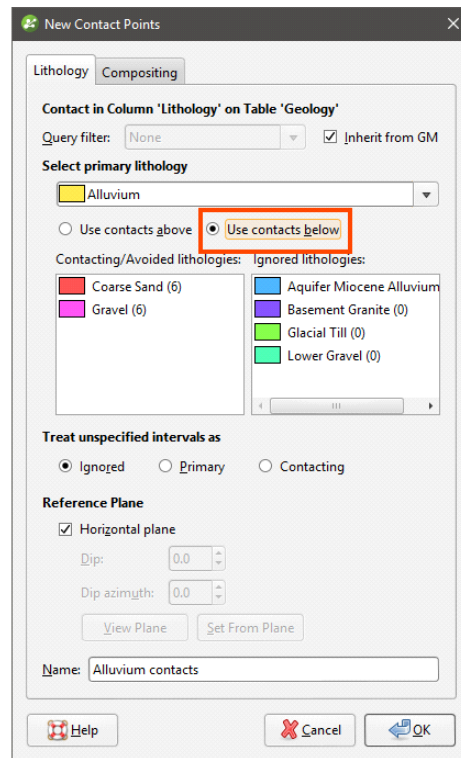 New Contact Points
Lithology Compositing
Contact in Column 'Lithology' on Table 'Geology'
Query filter: None Inherit from GM
Select primary lithology
Alluvium
Use contacts above Use contacts below
Contacting/Avoided lithologies: Ignored lithologies:
Coarse Sand (6) Aquifer Miocene Alluvium
Gravel (6) Basement Granite (0)
Glacial Till (0)
Lower Gravel (0)
Treat unspecified intervals as
Ignored Primary Contacting
Reference Plane
Horizontal plane
Dip: 0.0
Dip azimuth: 0.0
View Plane Set From Plane
Name: Alluvium contacts
Help Cancel OK